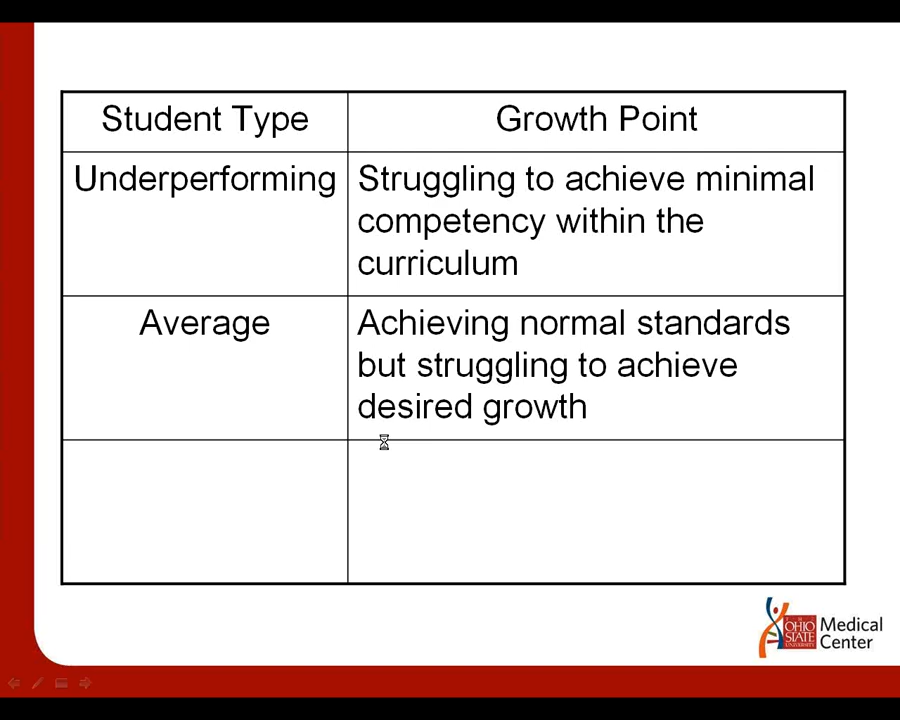 Student Type
Growth Point
Underperforming
Struggling to achieve minimal
competency within the
curriculum
Average
Achieving normal standards
but struggling to achieve
desired growth
OHIO
STATE
UNIVERSITY
Medical
Center